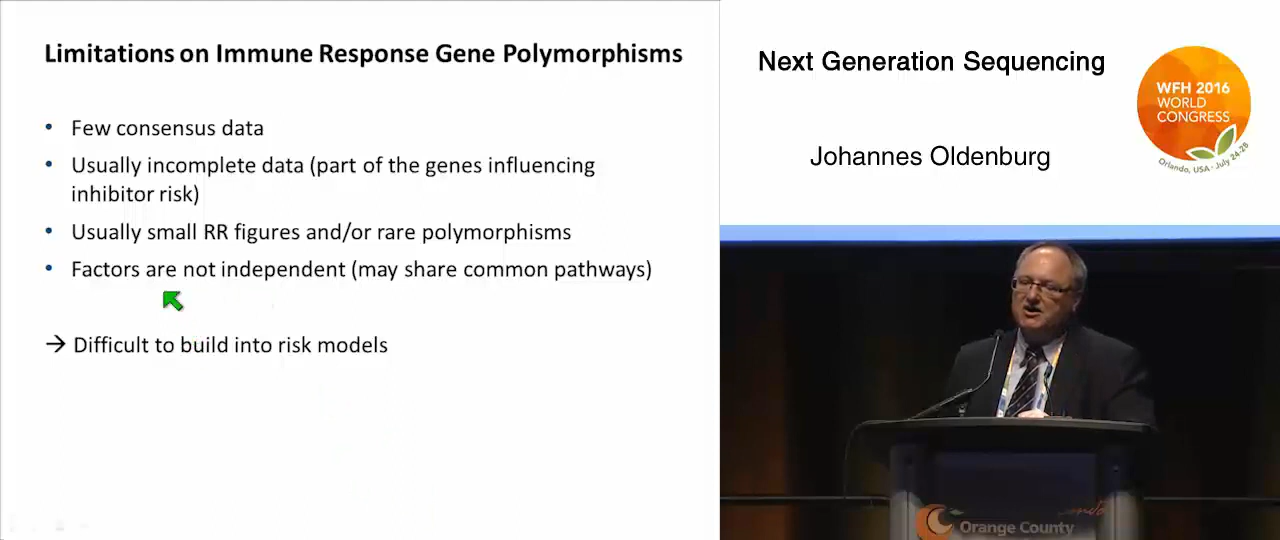 Limitations on Immune Response Gene Polymorphisms
• Few consensus data
• Usually incomplete data (part of the genes influencing
inhibitor risk)
• Usually small RR figures and/or rare polymorphisms
• Factors are not independent (may share common pathways)
→ Difficult to build into risk models
Next Generation Sequencing
Johannes Oldenburg
WFH 2016
WORLD
CONGRESS
Orlando, USA · July 24-28
Orange County